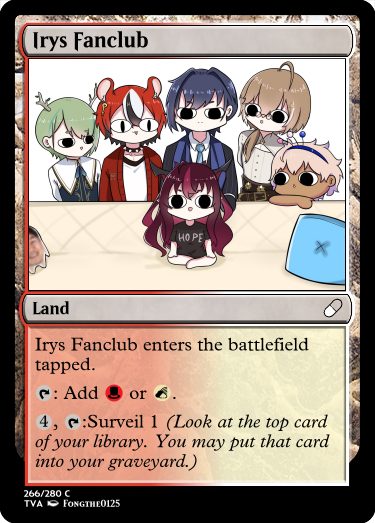 Irys Fanclub
HOPE
Land
Irys Fanclub enters the battlefield
tapped.
: Add or .
4, :Surveil 1 (Look at the top card
of your library. You may put that card
into your graveyard.)
266/280 C
TVA Fongthe0125